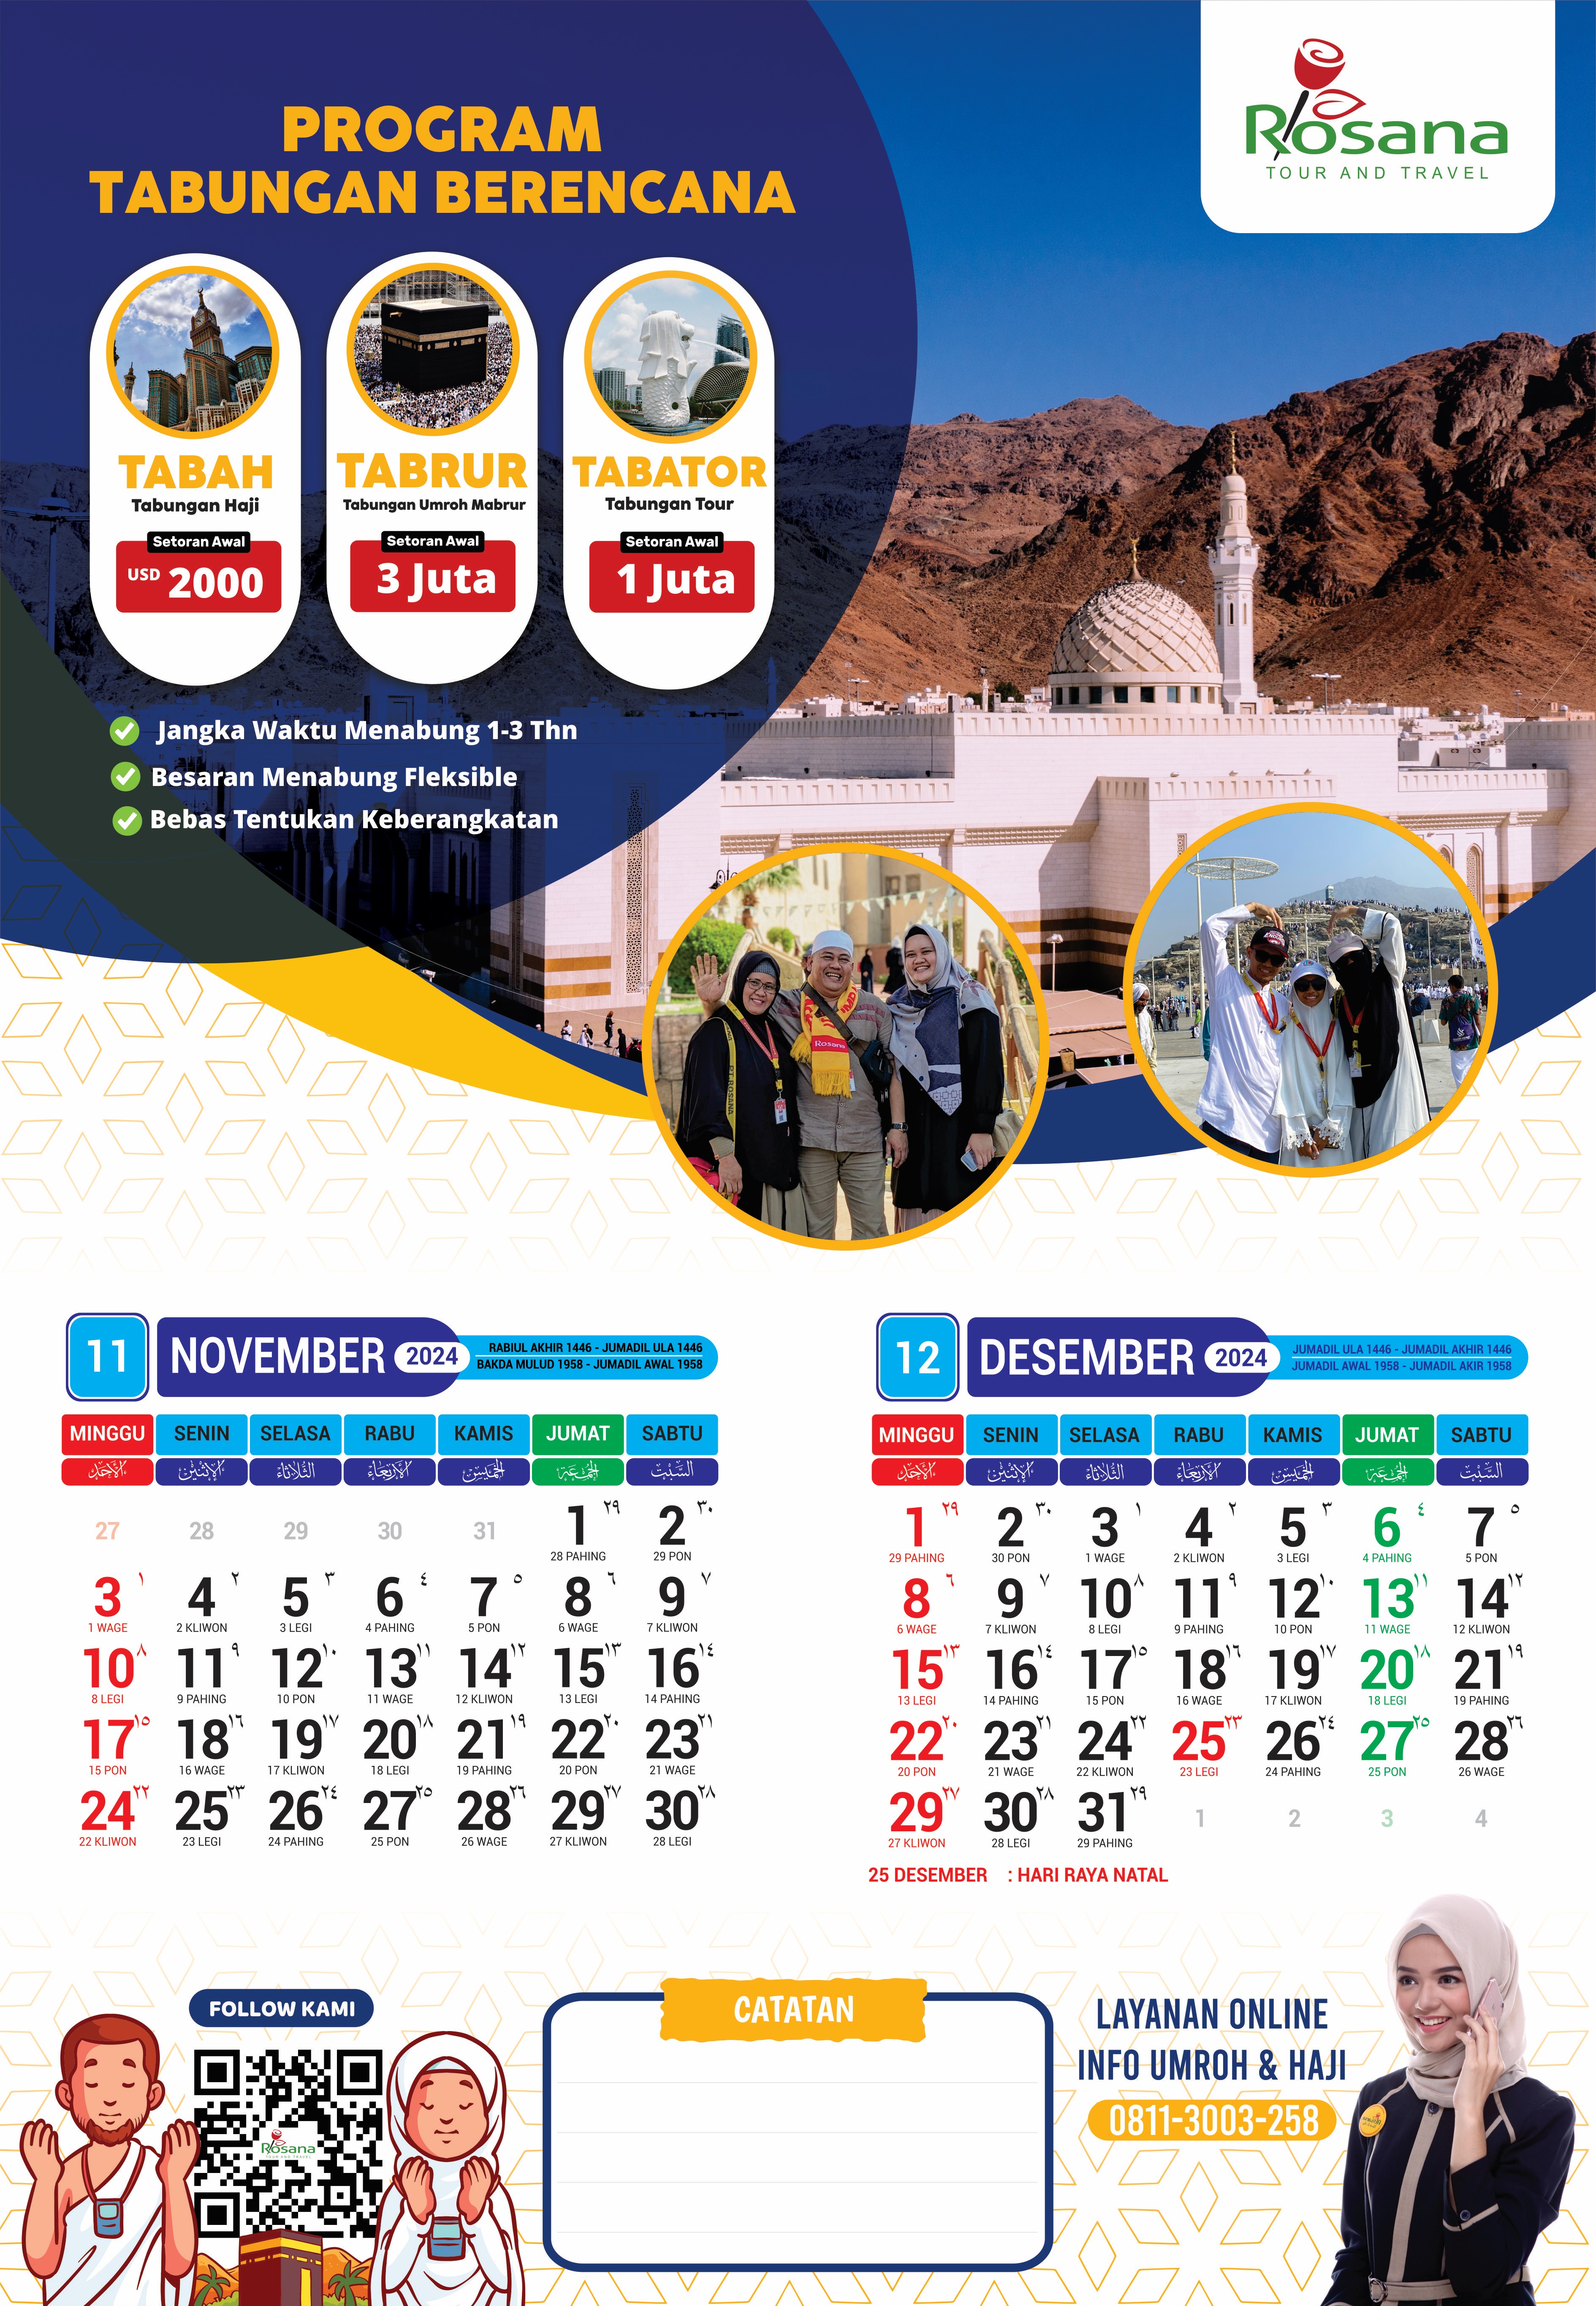 Rosana
TOUR AND TRAVEL
PROGRAM
TABUNGAN BERENCANA
TABAH
Tabungan Haji
Setoran Awal
USD 2000
TABRUR
Tabungan Umroh Mabrur
Setoran Awal
3 Juta
TABATOR
Tabungan Tour
Setoran Awal
1 Juta
Jangka Waktu Menabung 1-3 Thn
Besaran Menabung Fleksible
Bebas Tentukan Keberangkatan
Rosana
PT. ROSANA
11 NOVEMBER 2024
RABIUL AKHIR 1446 - JUMADIL ULA 1446
BAKDA MULUD 1958 - JUMADIL AWAL 1958
MINGGU SENIN SELASA RABU KAMIS JUMAT SABTU
الأحد الإثنين الثلاثاء الأربعاء الخميس الجمعة السبت
27 28 29 30 31 1 ٢٩ 2 ٣٠
28 PAHING 29 PON
3 ١ 4 ٢ 5 ٣ 6 ٤ 7 ٥ 8 ٦ 9 ٧
1 WAGE 2 KLIWON 3 LEGI 4 PAHING 5 PON 6 WAGE 7 KLIWON
10 ٨ 11 ٩ 12 ١٠ 13 ١١ 14 ١٢ 15 ١٣ 16 ١٤
8 LEGI 9 PAHING 10 PON 11 WAGE 12 KLIWON 13 LEGI 14 PAHING
17 ١٥ 18 ١٦ 19 ١٧ 20 ١٨ 21 ١٩ 22 ٢٠ 23 ٢١
15 PON 16 WAGE 17 KLIWON 18 LEGI 19 PAHING 20 PON 21 WAGE
24 ٢٢ 25 ٢٣ 26 ٢٤ 27 ٢٥ 28 ٢٦ 29 ٢٧ 30 ٢٨
22 KLIWON 23 LEGI 24 PAHING 25 PON 26 WAGE 27 KLIWON 28 LEGI
12 DESEMBER 2024
JUMADIL ULA 1446 - JUMADIL AKHIR 1446
JUMADIL AWAL 1958 - JUMADIL AKIR 1958
MINGGU SENIN SELASA RABU KAMIS JUMAT SABTU
الأحد الإثنين الثلاثاء الأربعاء الخميس الجمعة السبت
1 ٢٩ 2 ٣٠ 3 ١ 4 ٢ 5 ٣ 6 ٤ 7 ٥
29 PAHING 30 PON 1 WAGE 2 KLIWON 3 LEGI 4 PAHING 5 PON
8 ٦ 9 ٧ 10 ٨ 11 ٩ 12 ١٠ 13 ١١ 14 ١٢
6 WAGE 7 KLIWON 8 LEGI 9 PAHING 10 PON 11 WAGE 12 KLIWON
15 ١٣ 16 ١٤ 17 ١٥ 18 ١٦ 19 ١٧ 20 ١٨ 21 ١٩
13 LEGI 14 PAHING 15 PON 16 WAGE 17 KLIWON 18 LEGI 19 PAHING
22 ٢٠ 23 ٢١ 24 ٢٢ 25 ٢٣ 26 ٢٤ 27 ٢٥ 28 ٢٦
20 PON 21 WAGE 22 KLIWON 23 LEGI 24 PAHING 25 PON 26 WAGE
29 ٢٧ 30 ٢٨ 31 ٢٩ 1 2 3 4
27 KLIWON 28 LEGI 29 PAHING
25 DESEMBER : HARI RAYA NATAL
FOLLOW KAMI
Rosana
TOUR AND TRAVEL
CATATAN
LAYANAN ONLINE
INFO UMROH & HAJI
0811-3003-258